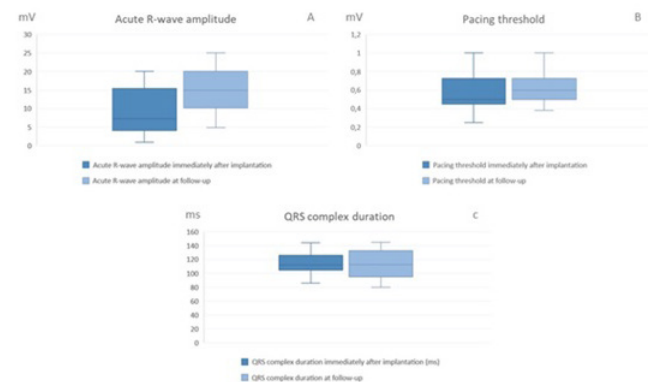 mV
Acute R-wave amplitude
A
30
25
20
15
10
5
0
Acute R-wave amplitude immediately after implantation
Acute R-wave amplitude at follow-up
mV
Pacing threshold
B
1,2
1
0,8
0,6
0,4
0,2
0
Pacing threshold immediately after implantation
Pacing threshold at follow up
ms
QRS complex duration
c
160
140
120
100
80
60
40
20
0
QRS complex duration immediately after implantation (ms)
QRS complex duration at follow-up